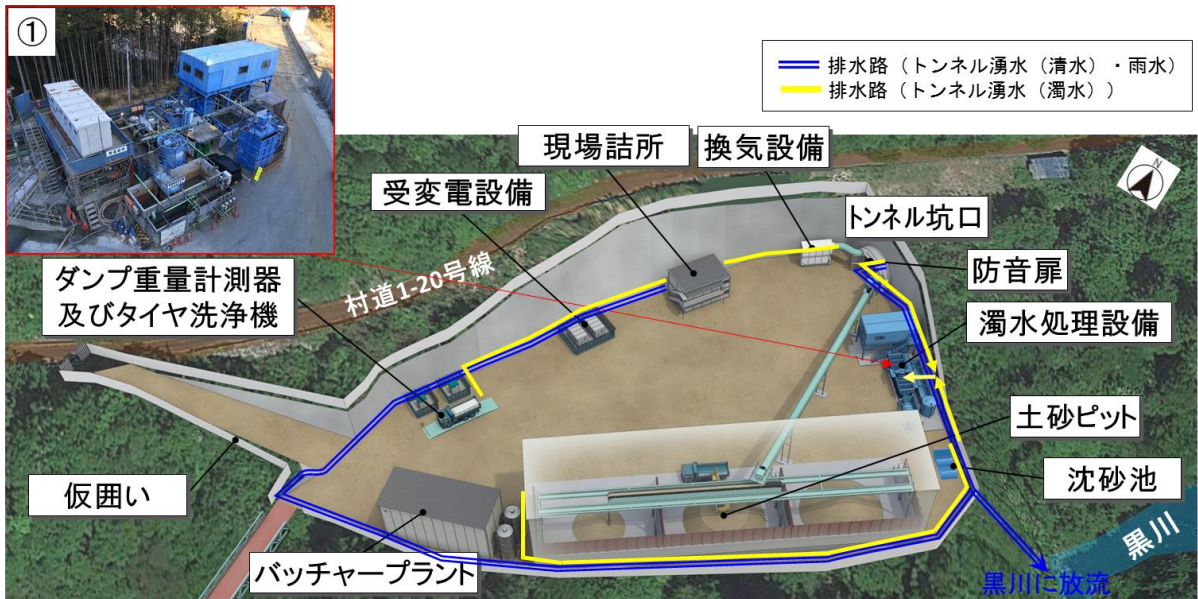 ①
排水路（トンネル湧水（清水）・雨水）
排水路（トンネル湧水（濁水））
現場詰所
換気設備
受変電設備
トンネル坑口
N
ダンプ重量計測器
及びタイヤ洗浄機
村道1-20号線
防音扉
濁水処理設備
土砂ピット
仮囲い
沈砂池
バッチャープラント
黒川
黒川に放流